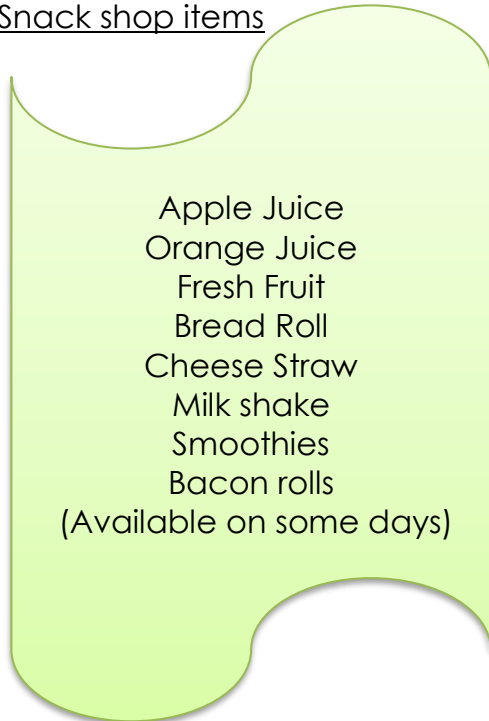 Snack shop items
Apple Juice
Orange Juice
Fresh Fruit
Bread Roll
Cheese Straw
Milk shake
Smoothies
Bacon rolls
(Available on some days)